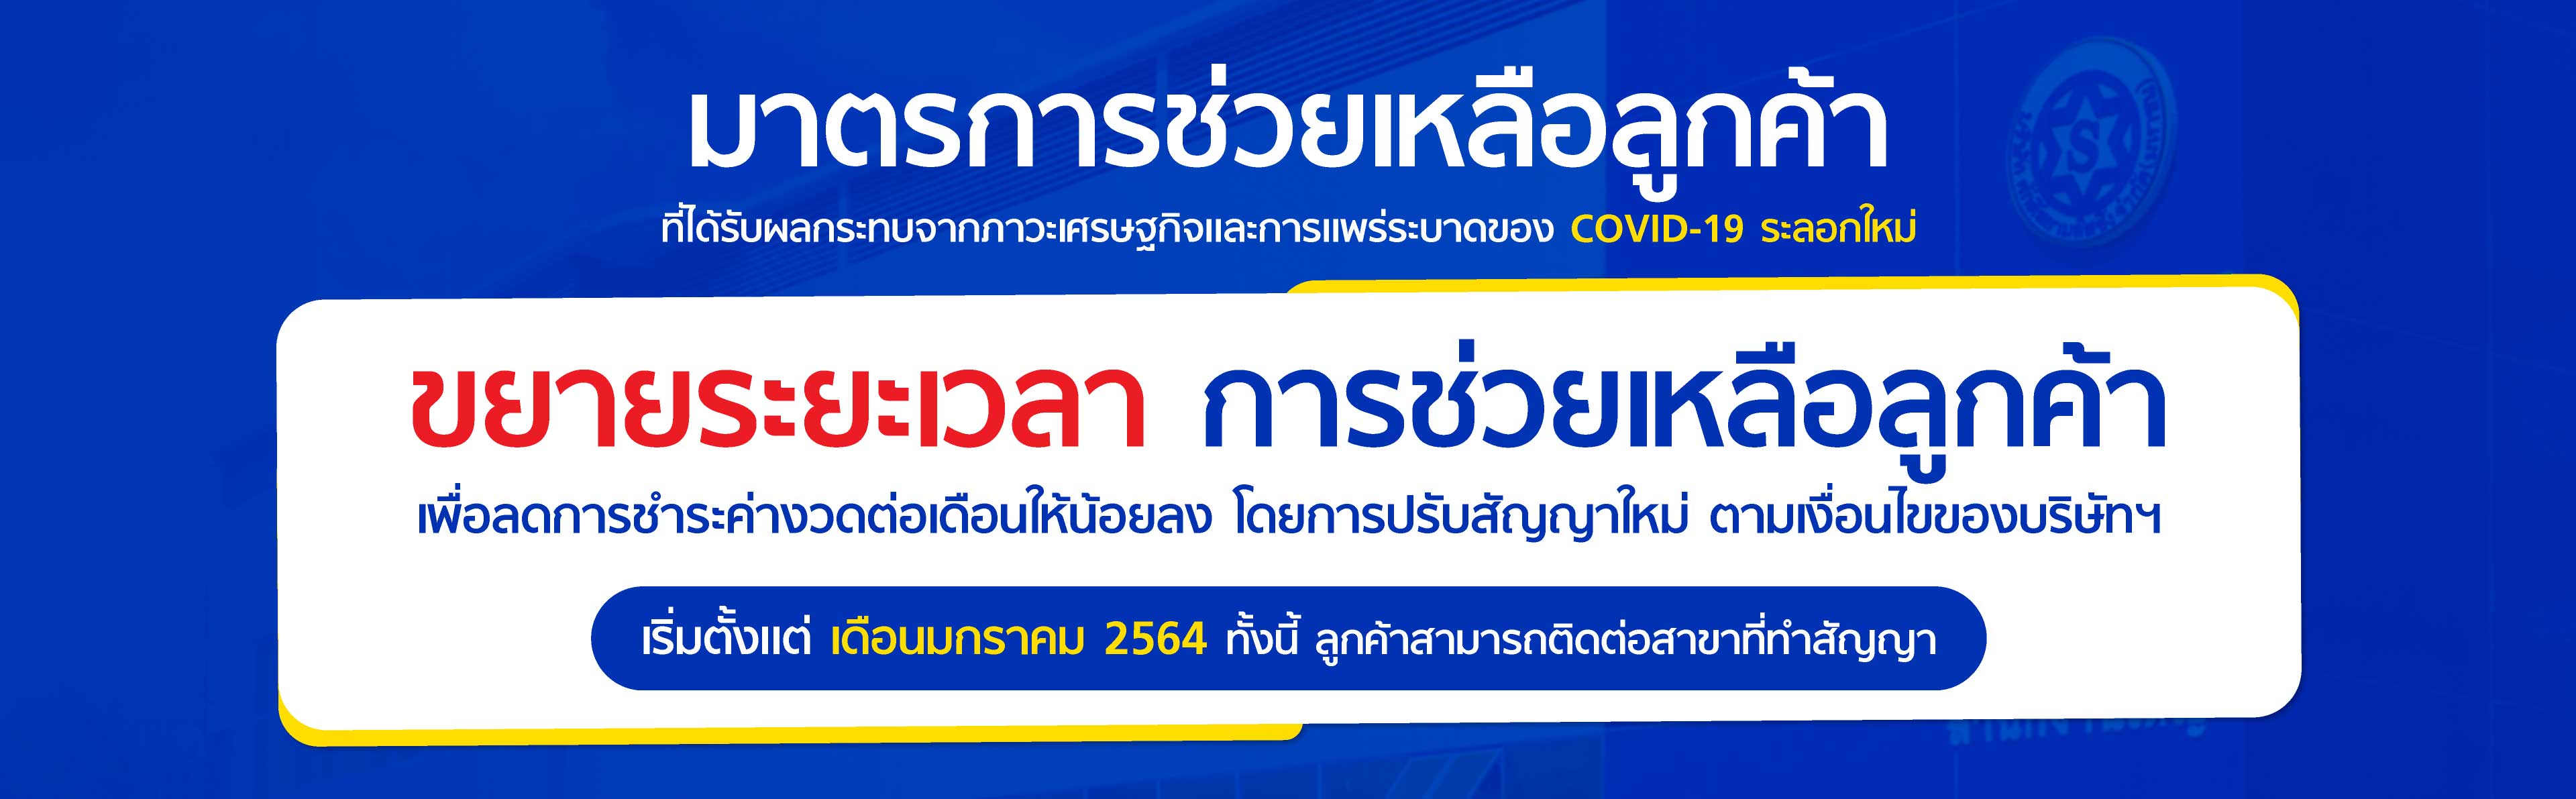 มาตรการช่วยเหลือลูกค้า
ที่ได้รับผลกระทบจากภาวะเศรษฐกิจและการแพร่ระบาดของ COVID-19 ระลอกใหม่
ขยายระยะเวลา การช่วยเหลือลูกค้า
เพื่อลดการชำระค่างวดต่อเดือนให้น้อยลง โดยการปรับสัญญาใหม่ ตามเงื่อนไขของบริษัทฯ
เริ่มตั้งแต่ เดือนมกราคม 2564 ทั้งนี้ ลูกค้าสามารถติดต่อสาขาที่ทำสัญญา